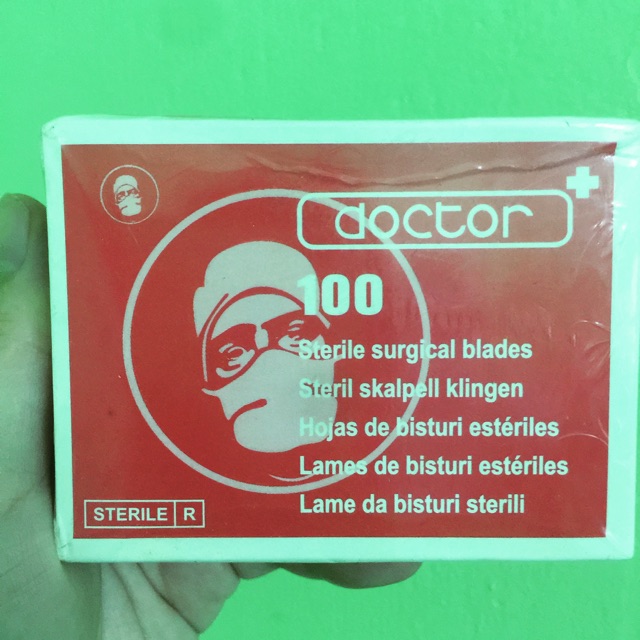 doctor
100
Sterile surgical blades
Steril skalpell klingen
Hojas de bisturi estériles
Lames de bisturi estériles
Lame da bisturi sterili
STERILE R